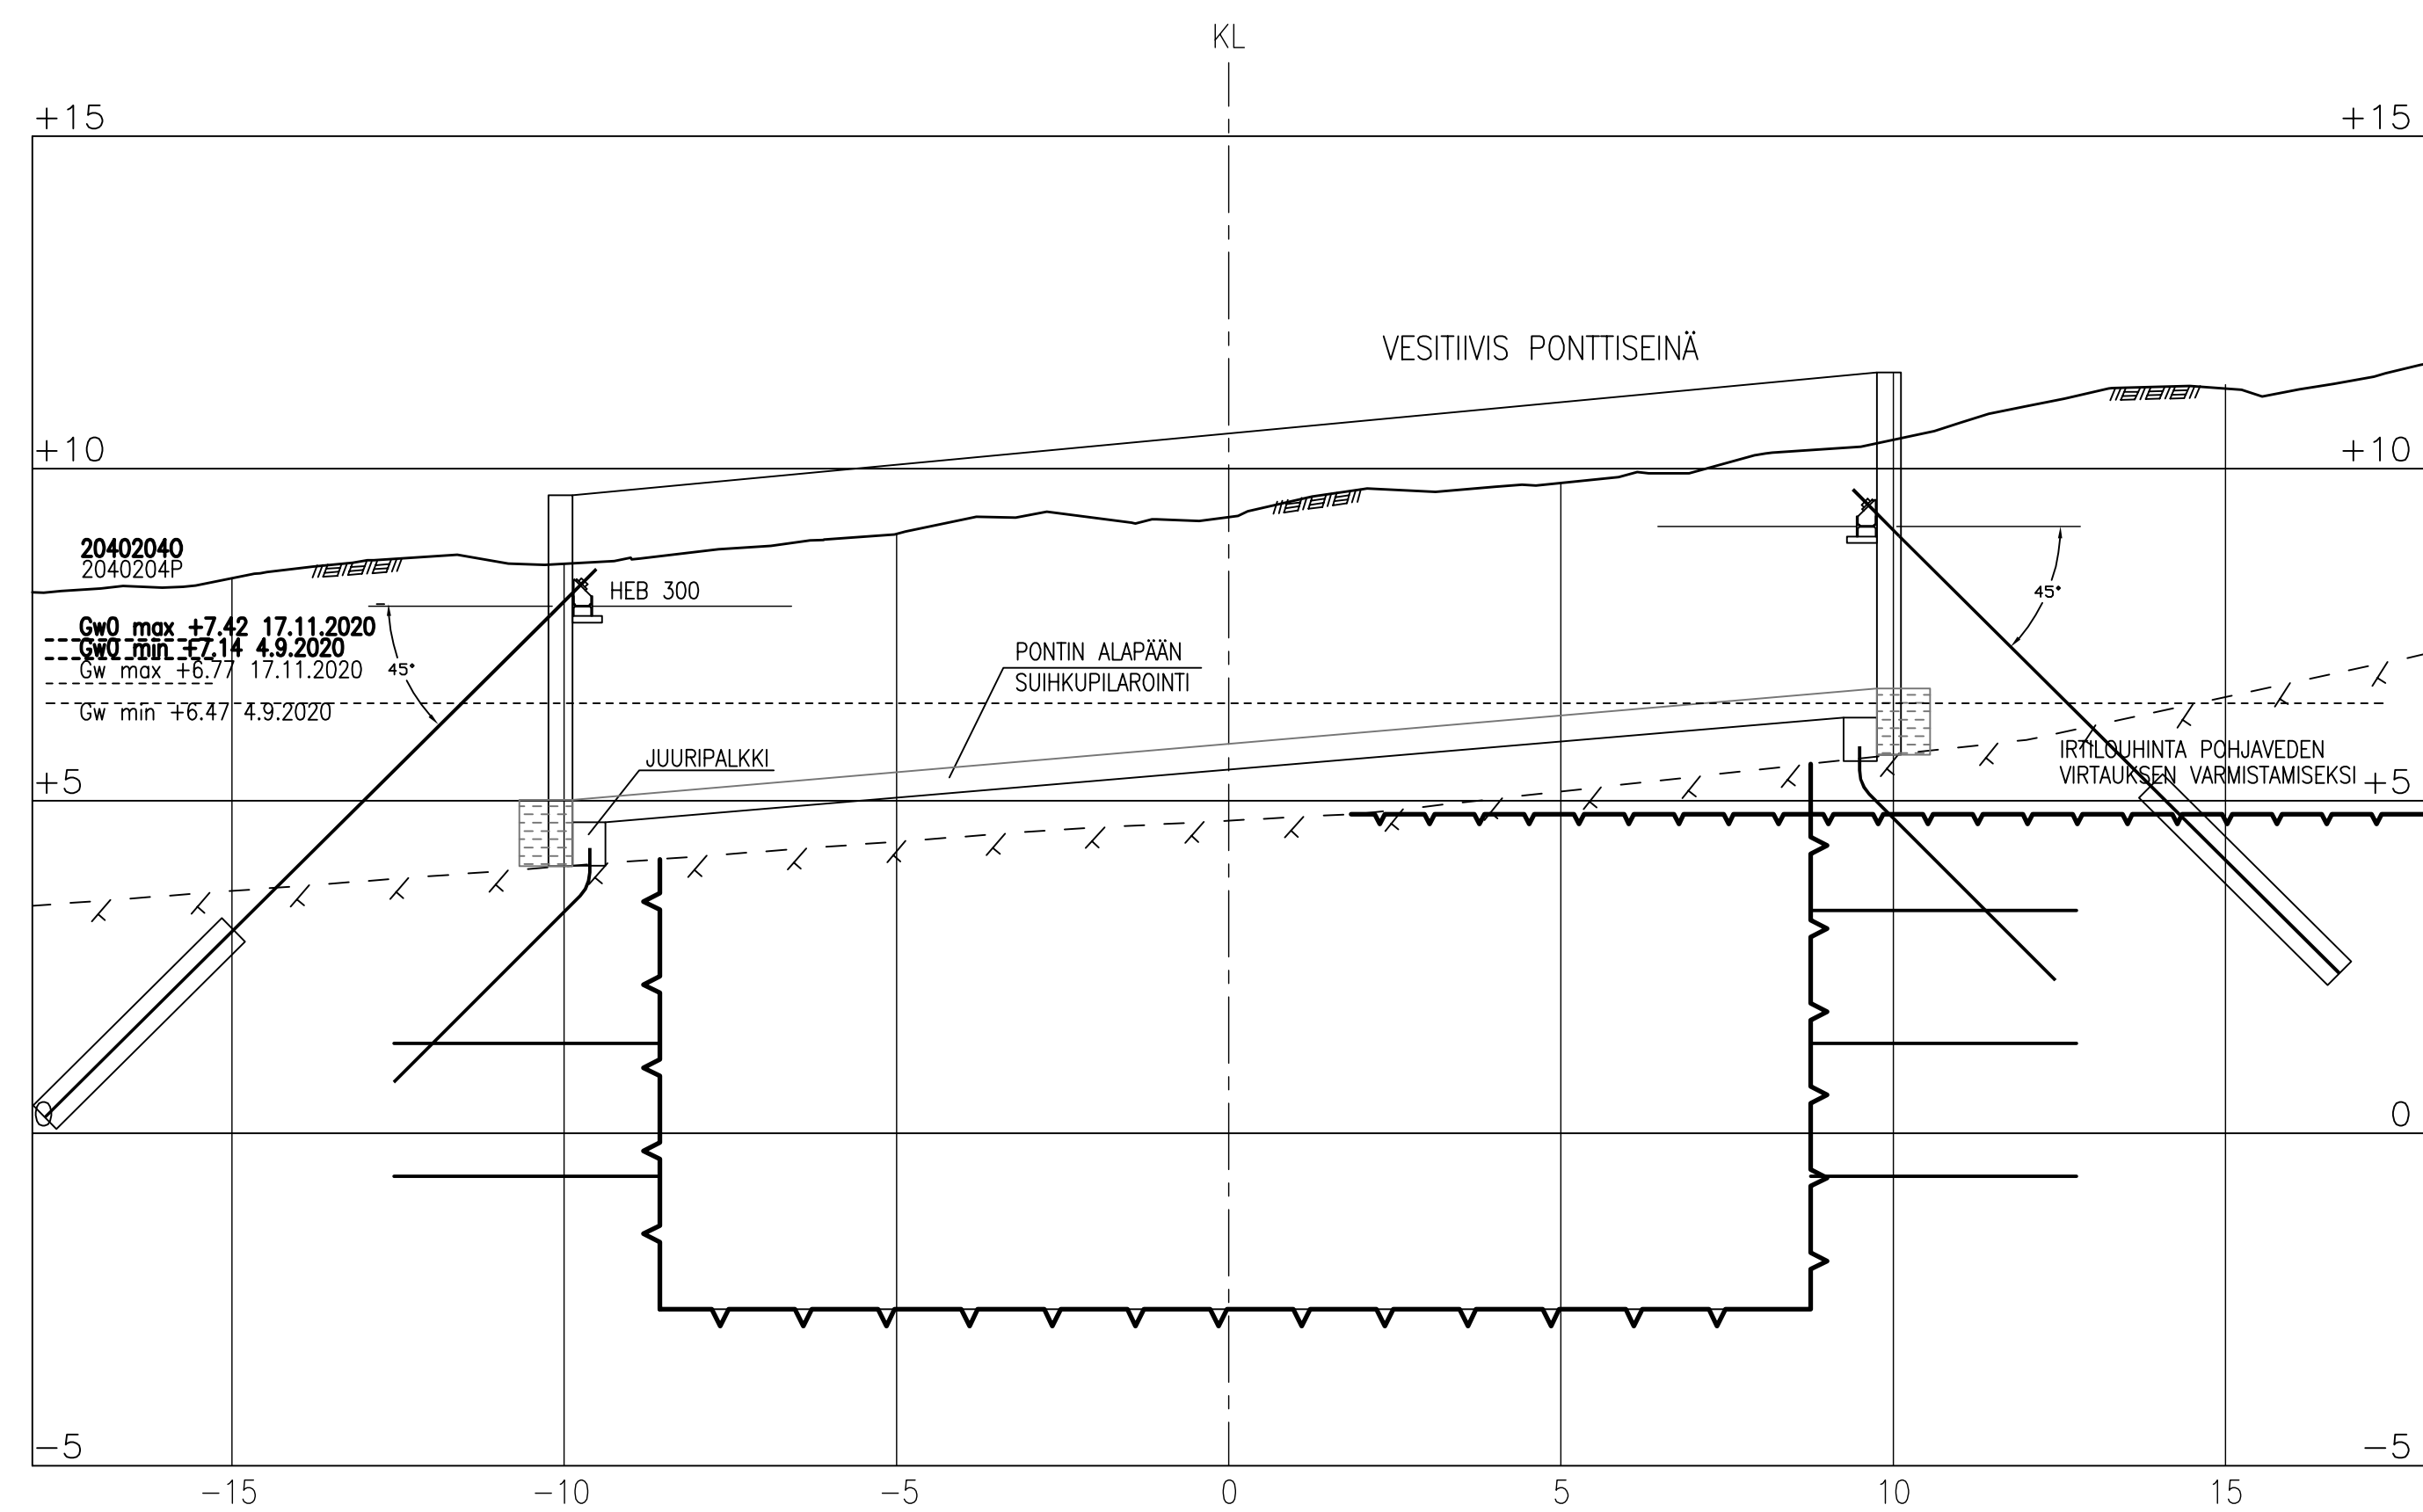 KL
+15 +15
VESITIIVIS PONTTISEINÄ
+10 +10
2040204O
2040204P
HEB 300
45°
GwO max +7.42 17.11.2020
GwO min +7.14 4.9.2020
Gw max +6.77 17.11.2020
45°
Gw min +6.47 4.9.2020
PONTIN ALAPÄÄN
SUIHKUPILAROINTI
JUURIPALKKI
IRTILOUHINTA POHJAVEDEN
VIRTAUKSEN VARMISTAMISEKSI
+5 +5
0 0
-5 -5
-15 -10 -5 0 5 10 15